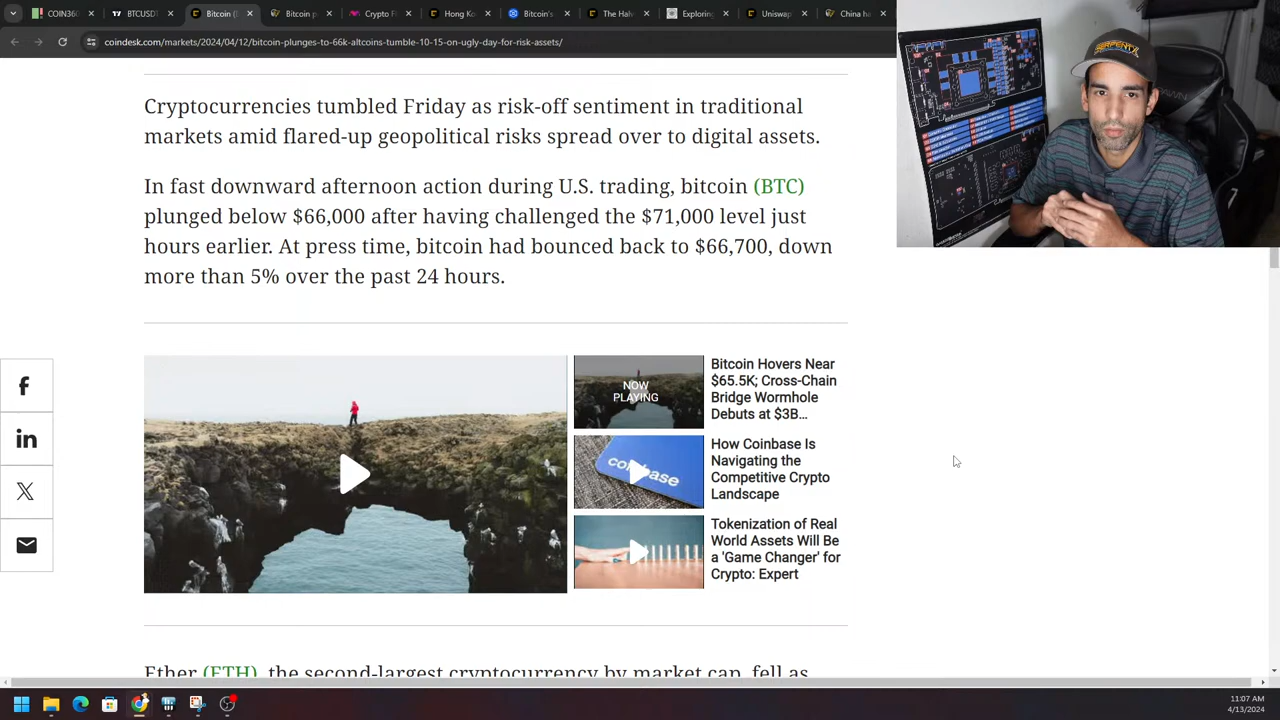 COIN360
BTCUSDT
Bitcoin (
Bitcoin p
Crypto F
Hong Ko
Bitcoin's
The Halv
Exploring
Uniswap
China ha
coindesk.com/markets/2024/04/12/bitcoin-plunges-to-66k-altcoins-tumble-10-15-on-ugly-day-for-risk-assets/
Cryptocurrencies tumbled Friday as risk-off sentiment in traditional
markets amid flared-up geopolitical risks spread over to digital assets.
In fast downward afternoon action during U.S. trading, bitcoin (BTC)
plunged below $66,000 after having challenged the $71,000 level just
hours earlier. At press time, bitcoin had bounced back to $66,700, down
more than 5% over the past 24 hours.
NOW
PLAYING
Bitcoin Hovers Near
$65.5K; Cross-Chain
Bridge Wormhole
Debuts at $3B...
coinbase
How Coinbase Is
Navigating the
Competitive Crypto
Landscape
Tokenization of Real
World Assets Will Be
a 'Game Changer' for
Crypto: Expert
Ether (ETH), the second-largest cryptocurrency by market cap, fell as
11:07 AM
4/13/2024